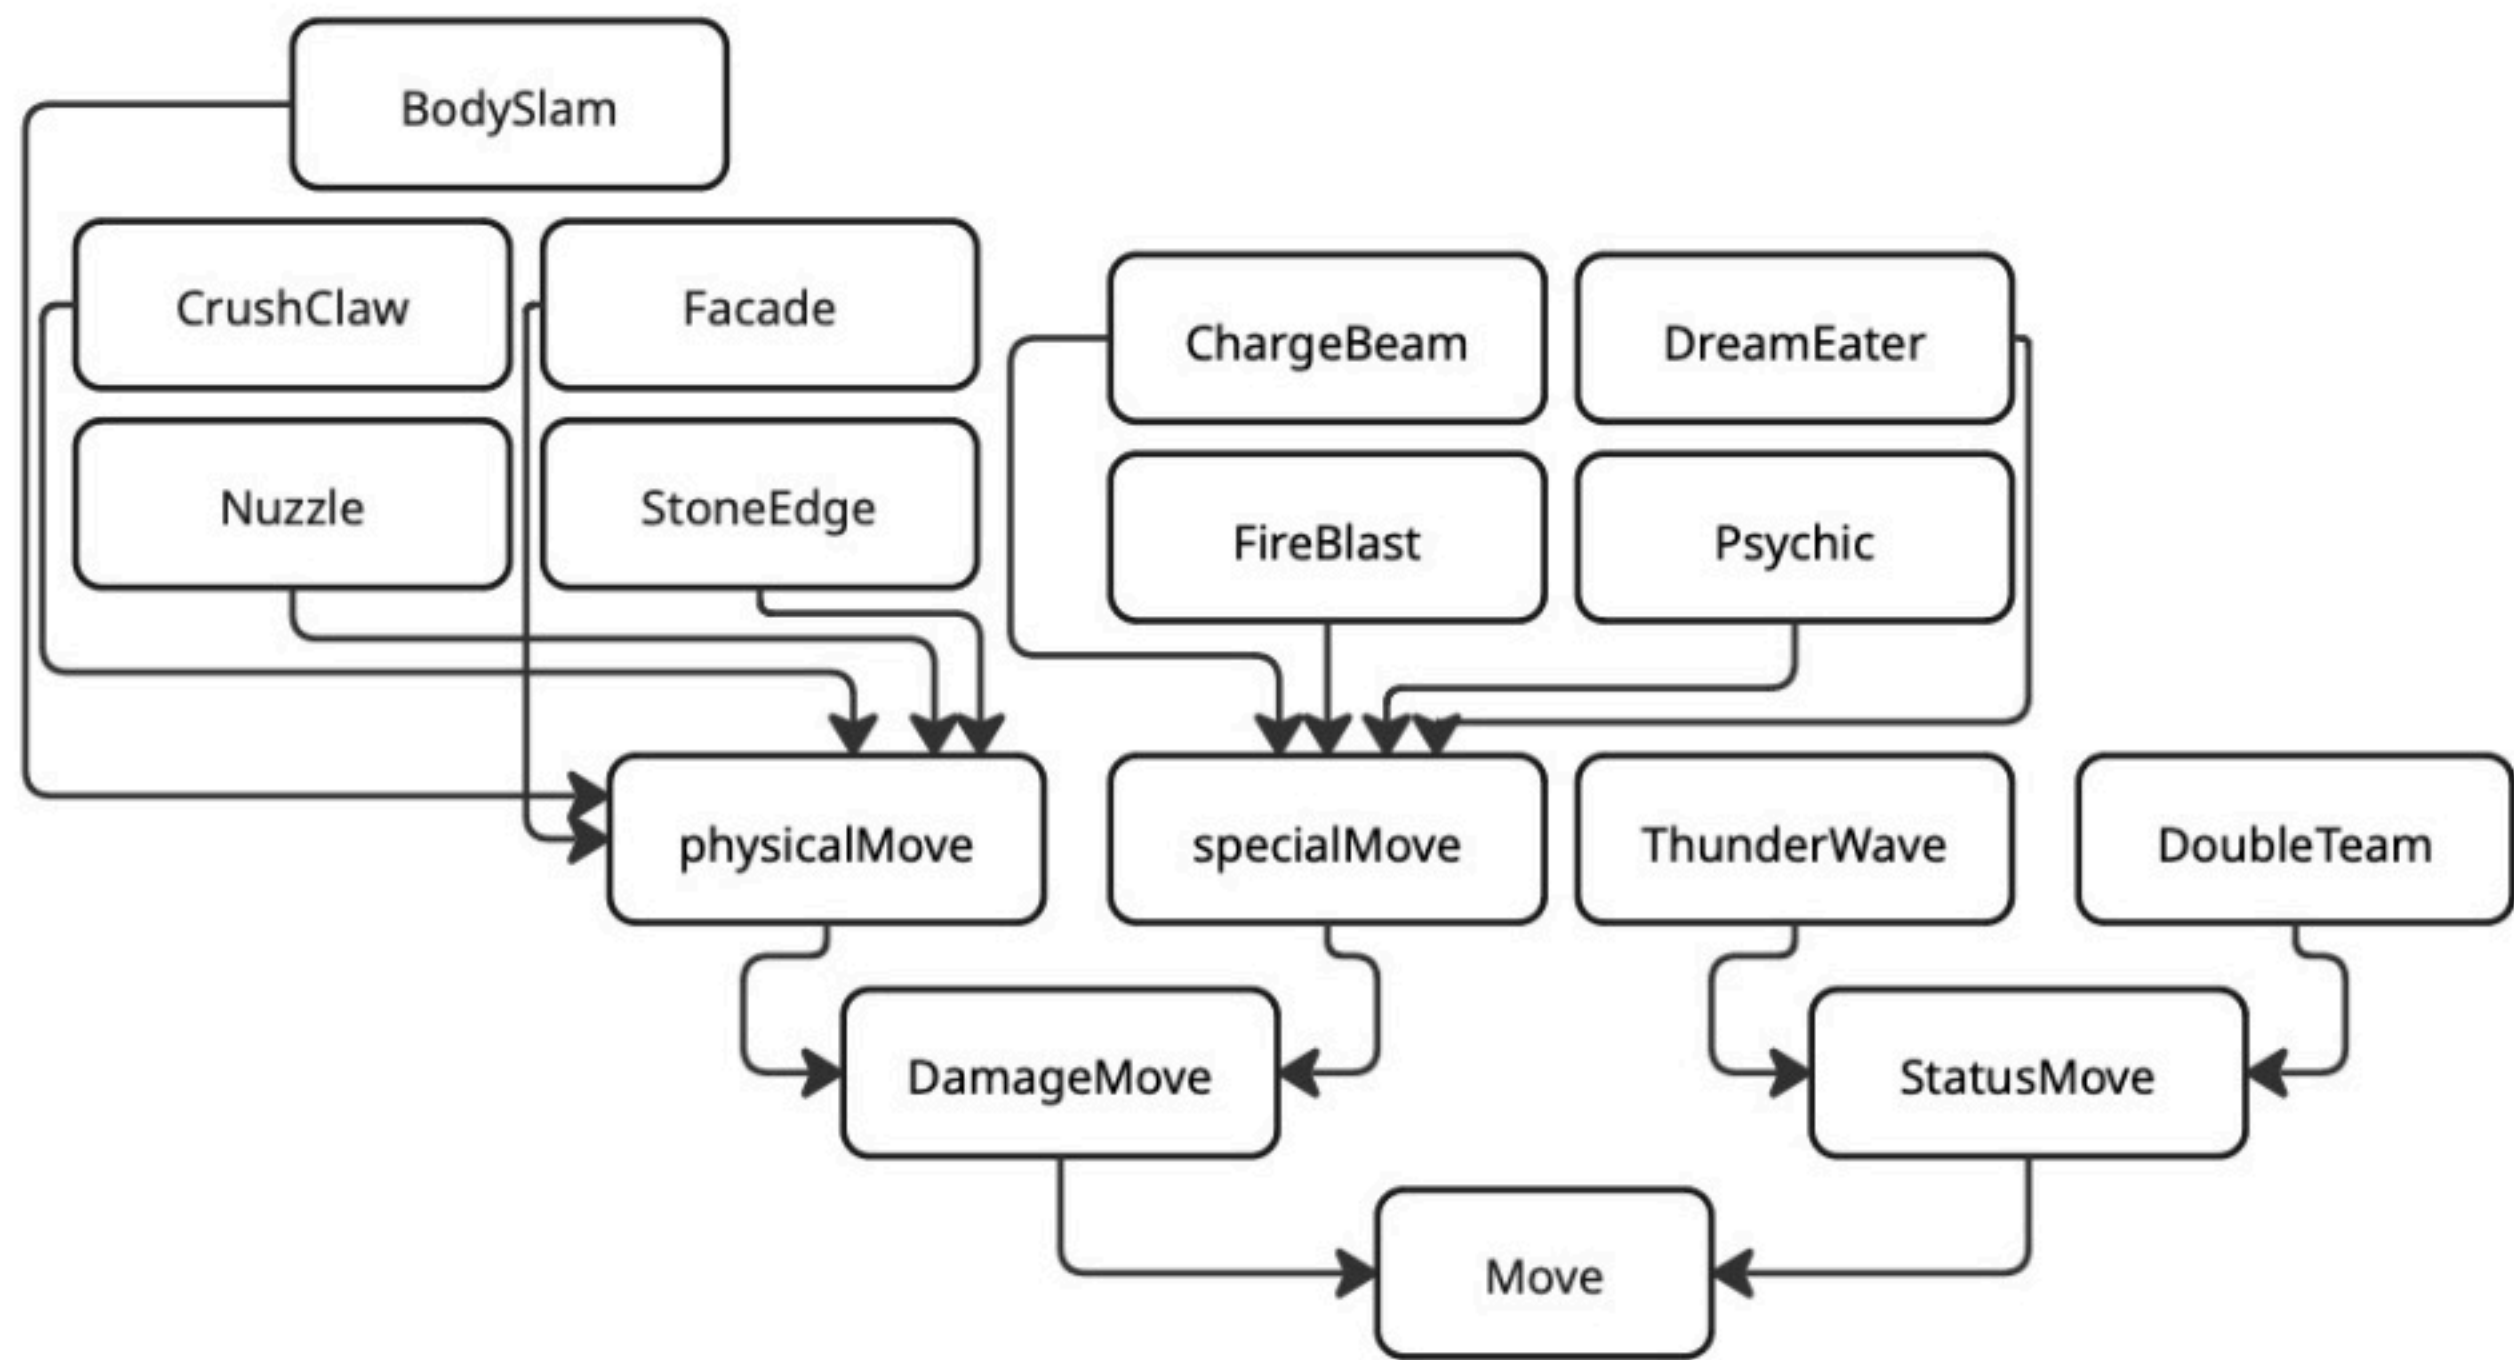 BodySlam
CrushClaw
Facade
ChargeBeam
DreamEater
Nuzzle
StoneEdge
FireBlast
Psychic
physicalMove
specialMove
ThunderWave
DoubleTeam
DamageMove
StatusMove
Move